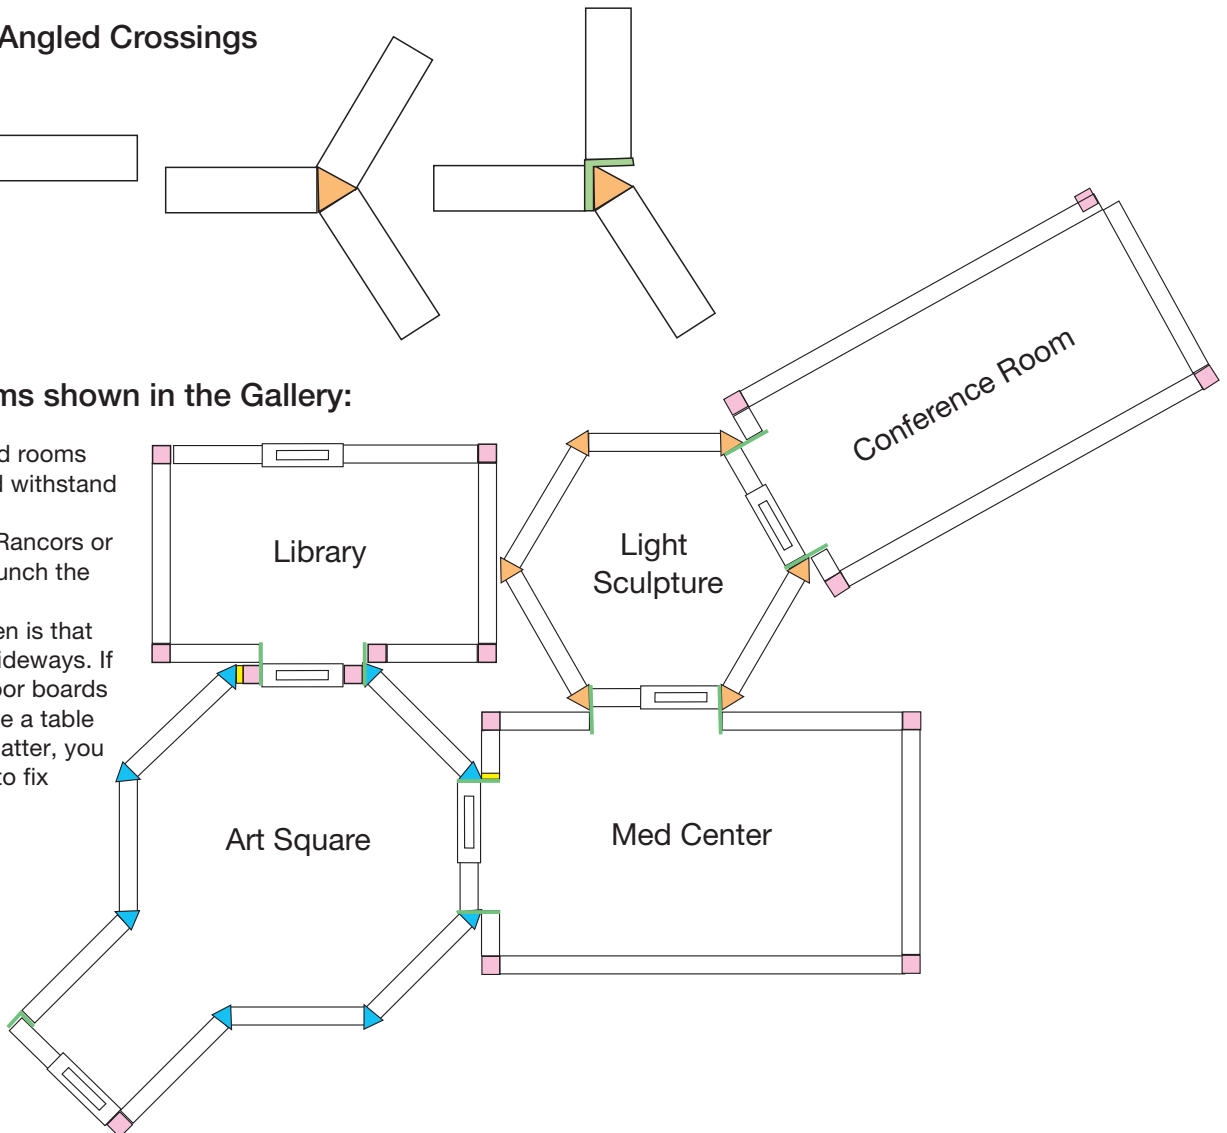 Angled Crossings
ms shown in the Gallery:
d rooms
d withstand
Rancors or
unch the
en is that
ideways. If
oor boards
e a table
atter, you
to fix
Library
Light
Sculpture
Conference Room
Art Square
Med Center